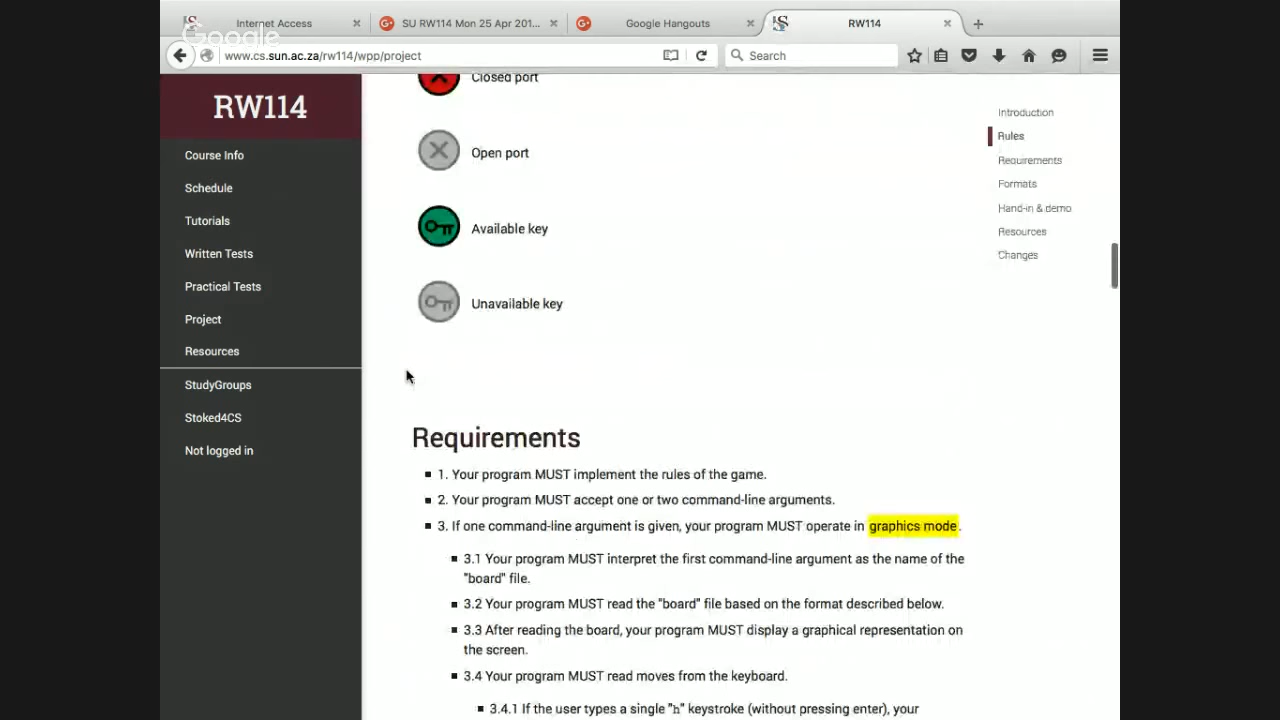 Internet Access
SU RW114 Mon 25 Apr 201...
Google Hangouts
RW114
Google
www.cs.sun.ac.za/rw114/wpp/project
Search
RW114
Course Info
Schedule
Tutorials
Written Tests
Practical Tests
Project
Resources
StudyGroups
Stoked4CS
Not logged in
Closed port
Open port
Available key
Unavailable key
Requirements
1. Your program MUST implement the rules of the game.
2. Your program MUST accept one or two command-line arguments.
3. If one command-line argument is given, your program MUST operate in graphics mode.
3.1 Your program MUST interpret the first command-line argument as the name of the
"board" file.
3.2 Your program MUST read the "board" file based on the format described below.
3.3 After reading the board, your program MUST display a graphical representation on
the screen.
3.4 Your program MUST read moves from the keyboard.
3.4.1 If the user types a single "h" keystroke (without pressing enter), your
Introduction
Rules
Requirements
Formats
Hand-in & demo
Resources
Changes